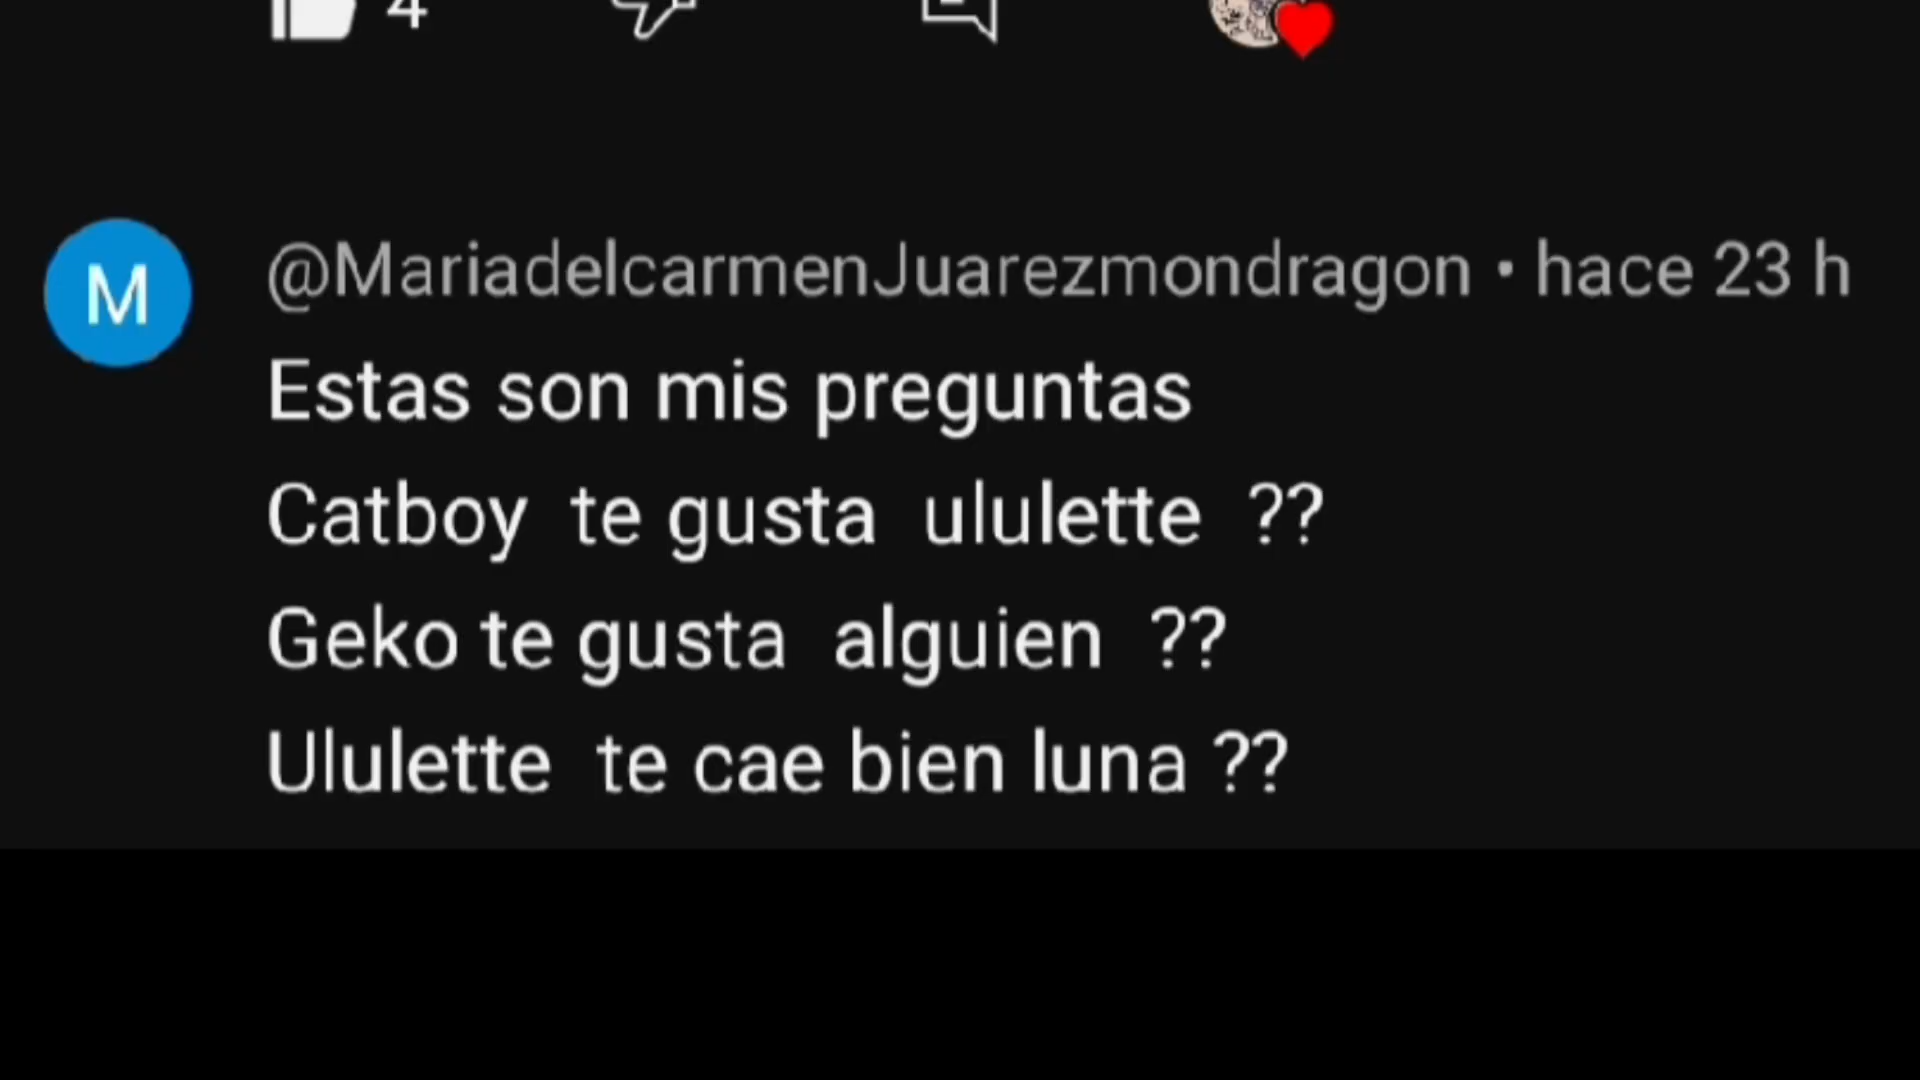 4
M
@MariadelcarmenJuarezmondragon • hace 23 h
Estas son mis preguntas
Catboy te gusta ululette ??
Geko te gusta alguien ??
Ululette te cae bien luna ??